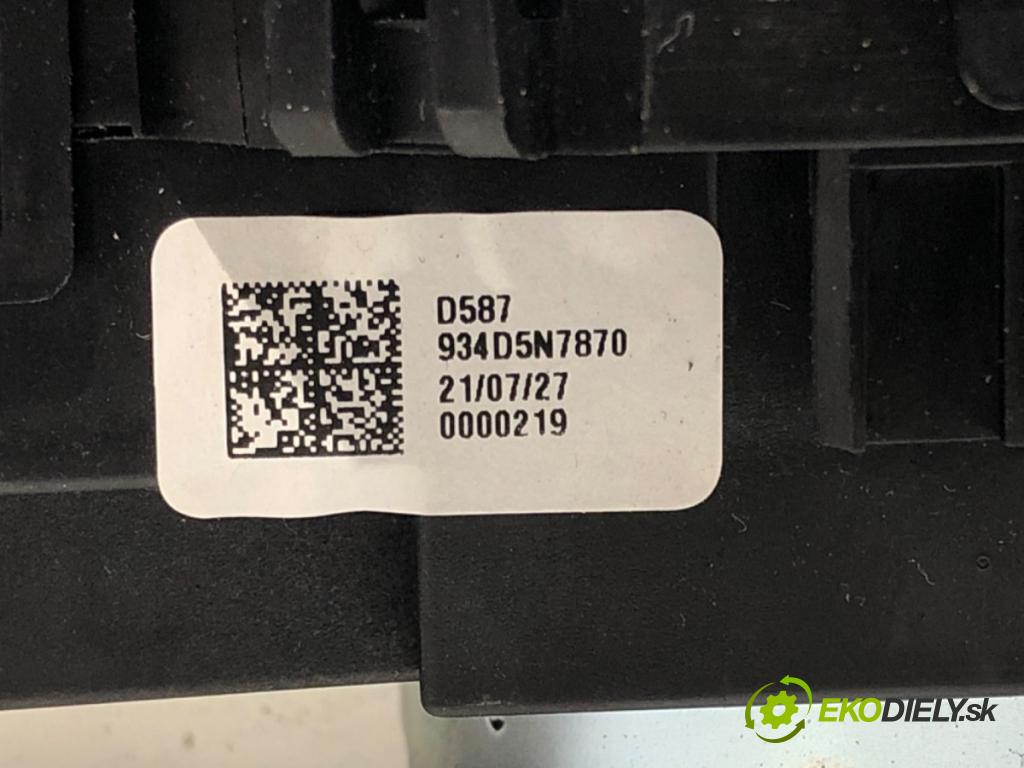 D587
934D5N7870
21/07/27
0000219
EKODIELY.sk